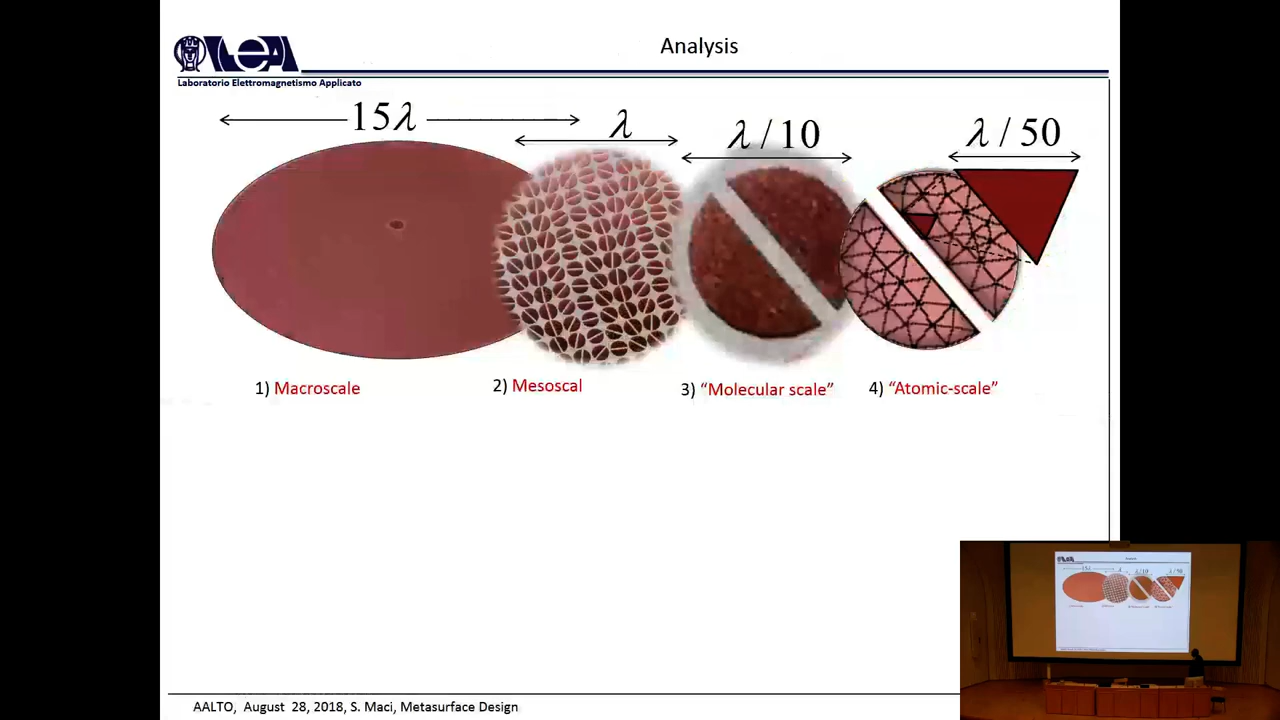 Analysis
LEA
Laboratorio Elettromagnetismo Applicato
15λ
λ
λ / 10
λ / 50
1) Macroscale
2) Mesoscal
3) “Molecular scale”
4) “Atomic-scale”
AALTO, August 28, 2018, S. Maci, Metasurface Design